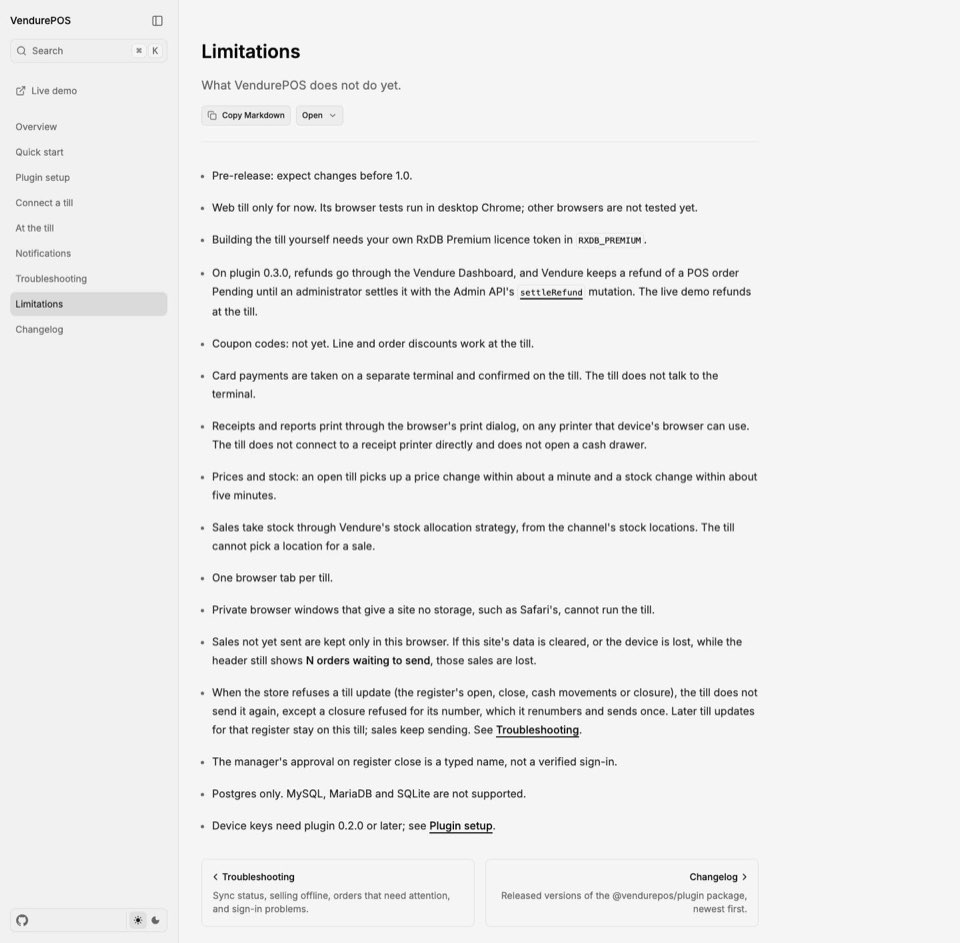 VendurePOS
Search ⌘ K
Live demo
Overview
Quick start
Plugin setup
Connect a till
At the till
Notifications
Troubleshooting
Limitations
Changelog
Limitations
What VendurePOS does not do yet.
Copy Markdown Open
Pre-release: expect changes before 1.0.
Web till only for now. Its browser tests run in desktop Chrome; other browsers are not tested yet.
Building the till yourself needs your own RxDB Premium licence token in RXDB_PREMIUM.
On plugin 0.3.0, refunds go through the Vendure Dashboard, and Vendure keeps a refund of a POS order
Pending until an administrator settles it with the Admin API's settleRefund mutation. The live demo refunds
at the till.
Coupon codes: not yet. Line and order discounts work at the till.
Card payments are taken on a separate terminal and confirmed on the till. The till does not talk to the
terminal.
Receipts and reports print through the browser's print dialog, on any printer that device's browser can use.
The till does not connect to a receipt printer directly and does not open a cash drawer.
Prices and stock: an open till picks up a price change within about a minute and a stock change within about
five minutes.
Sales take stock through Vendure's stock allocation strategy, from the channel's stock locations. The till
cannot pick a location for a sale.
One browser tab per till.
Private browser windows that give a site no storage, such as Safari's, cannot run the till.
Sales not yet sent are kept only in this browser. If this site's data is cleared, or the device is lost, while the
header still shows N orders waiting to send, those sales are lost.
When the store refuses a till update (the register's open, close, cash movements or closure), the till does not
send it again, except a closure refused for its number, which it renumbers and sends once. Later till updates
for that register stay on this till; sales keep sending. See Troubleshooting.
The manager's approval on register close is a typed name, not a verified sign-in.
Postgres only. MySQL, MariaDB and SQLite are not supported.
Device keys need plugin 0.2.0 or later; see Plugin setup.
Troubleshooting
Sync status, selling offline, orders that need attention,
and sign-in problems.
Changelog
Released versions of the @vendurepos/plugin package,
newest first.